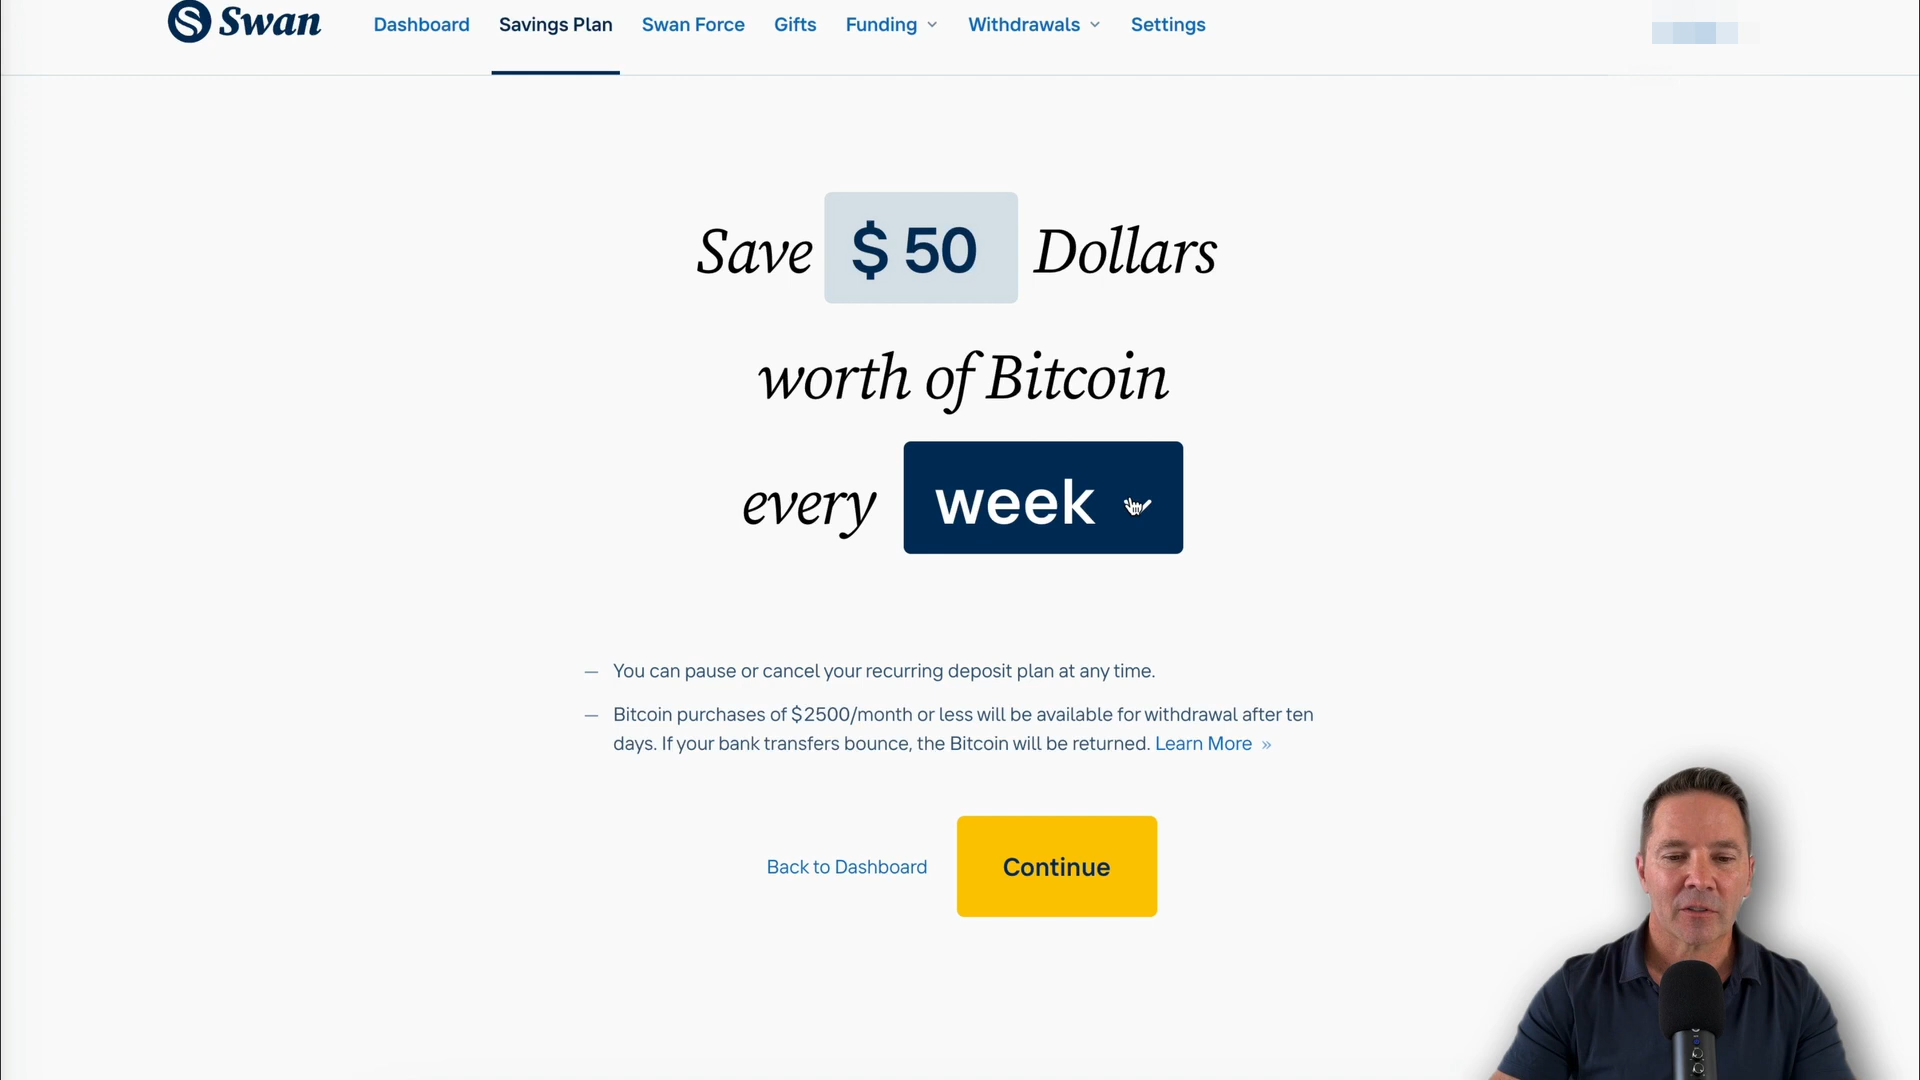 Swan
Dashboard Savings Plan Swan Force Gifts Funding Withdrawals Settings
Save $ 50 Dollars
worth of Bitcoin
every week
— You can pause or cancel your recurring deposit plan at any time.
— Bitcoin purchases of $2500/month or less will be available for withdrawal after ten
days. If your bank transfers bounce, the Bitcoin will be returned. Learn More »
Back to Dashboard Continue